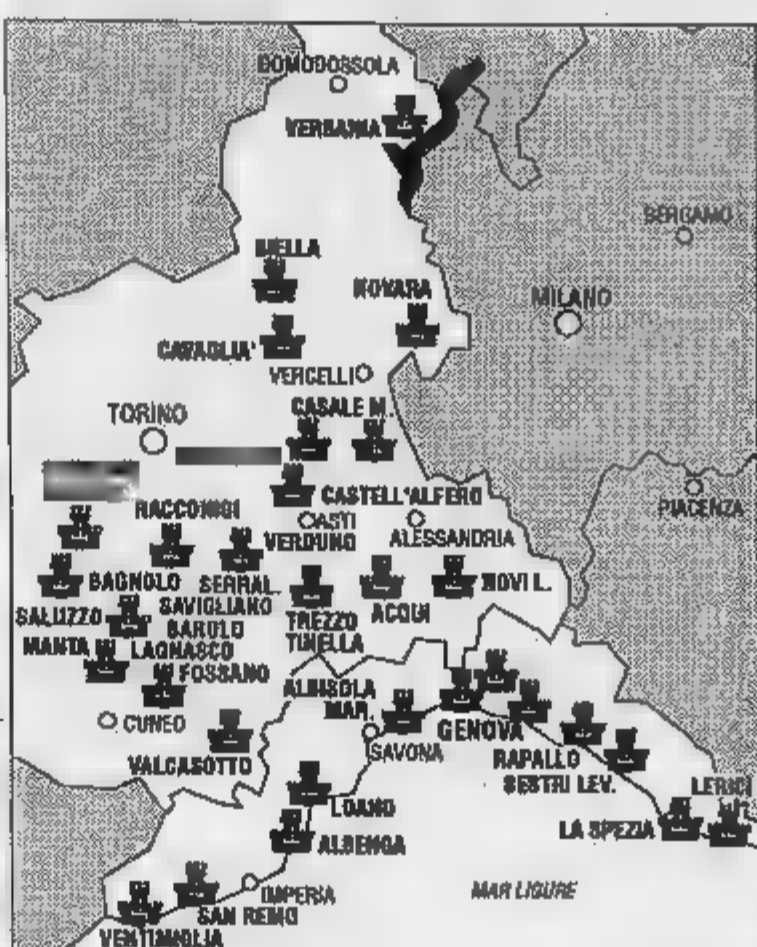 DOMODOSSOLA
VERBANIA
BERGAMO
BIELLA
NOVARA
MILANO
CAVAGLIA'
VERCELLI
TORINO
CASALE M.
CASTELL'ALFERO
PIACENZA
RACCONIGI
ASTI
ALESSANDRIA
VERDUNO
BAGNOLO
SERRAL.
NOVI L.
SALUZZO
SAVIGLIANO
ACQUI
TREZZO
TINELLA
BAROLO
MANTA
LAGNASCO
FOSSANO
ALBISOLA
MAR.
CUNEO
SAVONA
GENOVA
VALCASOTTO
RAPALLO
SESTRI LEV.
LERICI
LOANO
LA SPEZIA
ALBENGA
IMPERIA
MAR LIGURE
SAN REMO
VENTIMIGLIA